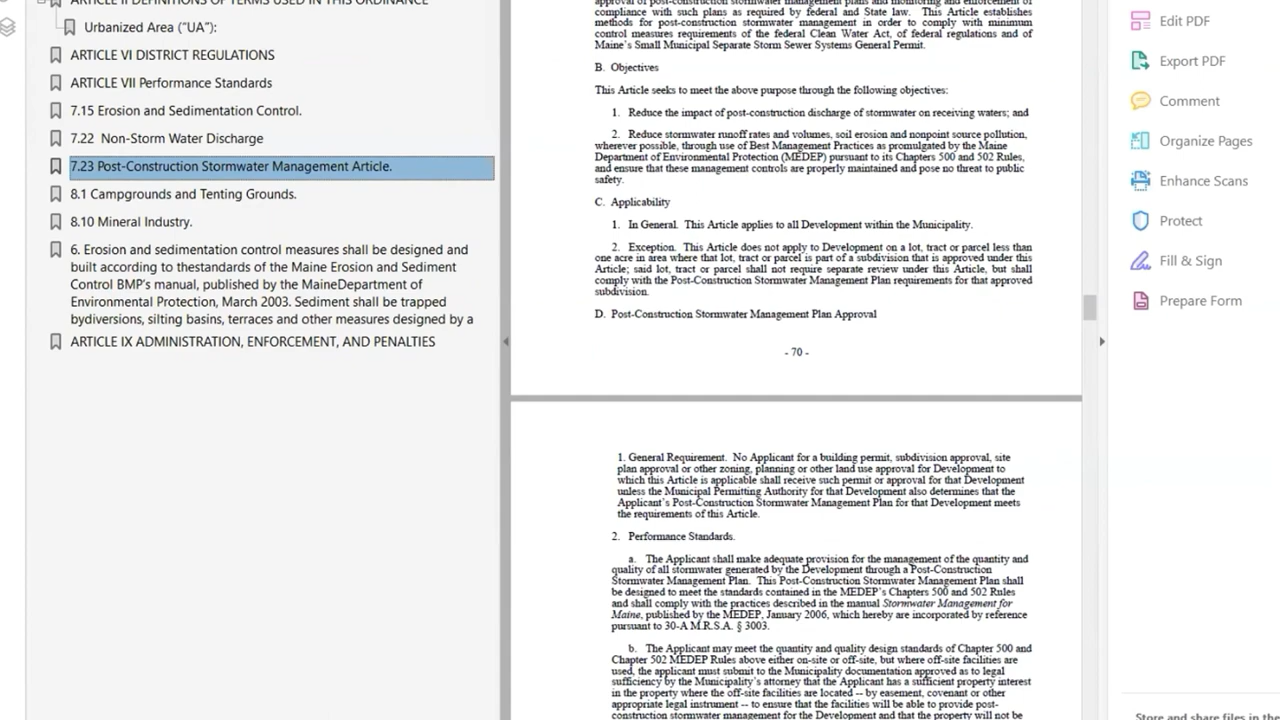 ARTICLE II DEFINITIONS OF TERMS USED IN THIS ORDINANCE
Urbanized Area ("UA"):
ARTICLE VI DISTRICT REGULATIONS
ARTICLE VII Performance Standards
7.15 Erosion and Sedimentation Control.
7.22 Non-Storm Water Discharge
7.23 Post-Construction Stormwater Management Article.
8.1 Campgrounds and Tenting Grounds.
8.10 Mineral Industry.
6. Erosion and sedimentation control measures shall be designed and
built according to thestandards of the Maine Erosion and Sediment
Control BMP's manual, published by the MaineDepartment of
Environmental Protection, March 2003. Sediment shall be trapped
bydiversions, silting basins, terraces and other measures designed by a
ARTICLE IX ADMINISTRATION, ENFORCEMENT, AND PENALTIES
approval of post-construction stormwater management plans and monitoring and enforcement of
compliance with such plans as required by federal and State law. This Article establishes
methods for post-construction stormwater management in order to comply with minimum
control measures requirements of the federal Clean Water Act, of federal regulations and of
Maine's Small Municipal Separate Storm Sewer Systems General Permit.
B. Objectives
This Article seeks to meet the above purpose through the following objectives:
1. Reduce the impact of post-construction discharge of stormwater on receiving waters; and
2. Reduce stormwater runoff rates and volumes, soil erosion and nonpoint source pollution,
wherever possible, through use of Best Management Practices as promulgated by the Maine
Department of Environmental Protection (MEDEP) pursuant to its Chapters 500 and 502 Rules,
and ensure that these management controls are properly maintained and pose no threat to public
safety.
C. Applicability
1. In General. This Article applies to all Development within the Municipality.
2. Exception. This Article does not apply to Development on a lot, tract or parcel less than
one acre in area where that lot, tract or parcel is part of a subdivision that is approved under this
Article; said lot, tract or parcel shall not require separate review under this Article, but shall
comply with the Post-Construction Stormwater Management Plan requirements for that approved
subdivision.
D. Post-Construction Stormwater Management Plan Approval
- 70 -
1. General Requirement. No Applicant for a building permit, subdivision approval, site
plan approval or other zoning, planning or other land use approval for Development to
which this Article is applicable shall receive such permit or approval for that Development
unless the Municipal Permitting Authority for that Development also determines that the
Applicant's Post-Construction Stormwater Management Plan for that Development meets
the requirements of this Article.
2. Performance Standards.
a. The Applicant shall make adequate provision for the management of the quantity and
quality of all stormwater generated by the Development through a Post-Construction
Stormwater Management Plan. This Post-Construction Stormwater Management Plan shall
be designed to meet the standards contained in the MEDEP's Chapters 500 and 502 Rules
and shall comply with the practices described in the manual Stormwater Management for
Maine, published by the MEDEP, January 2006, which hereby are incorporated by reference
pursuant to 30-A M.R.S.A. § 3003.
b. The Applicant may meet the quantity and quality design standards of Chapter 500 and
Chapter 502 MEDEP Rules above either on-site or off-site, but where off-site facilities are
used, the applicant must submit to the Municipality documentation approved as to legal
sufficiency by the Municipality's attorney that the Applicant has a sufficient property interest
in the property where the off-site facilities are located -- by easement, covenant or other
appropriate legal instrument -- to ensure that the facilities will be able to provide post-
construction stormwater management for the Development and that the property will not be
Edit PDF
Export PDF
Comment
Organize Pages
Enhance Scans
Protect
Fill & Sign
Prepare Form
Store and share files in the